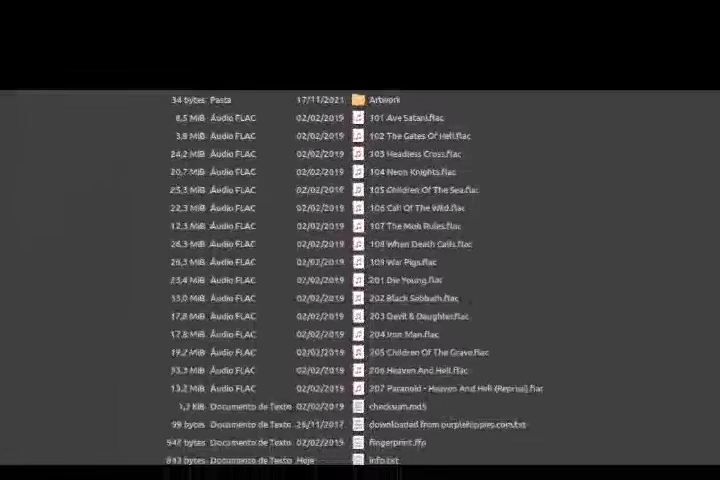 34 bytes Pasta 17/11/2021 Artwork
8,5 MiB Áudio FLAC 02/02/2019 101 Ave Satani.flac
3,8 MiB Áudio FLAC 02/02/2019 102 The Gates Of Hell.flac
24,2 MiB Áudio FLAC 02/02/2019 103 Headless Cross.flac
20,7 MiB Áudio FLAC 02/02/2019 104 Neon Knights.flac
25,3 MiB Áudio FLAC 02/02/2019 105 Children Of The Sea.flac
22,3 MiB Áudio FLAC 02/02/2019 106 Call Of The Wild.flac
12,3 MiB Áudio FLAC 02/02/2019 107 The Mob Rules.flac
26,3 MiB Áudio FLAC 02/02/2019 108 When Death Calls.flac
26,3 MiB Áudio FLAC 02/02/2019 109 War Pigs.flac
23,4 MiB Áudio FLAC 02/02/2019 201 Die Young.flac
MiB Áudio FLAC 02/02/2019 202 Black Sabbath.flac
17,8 MiB Áudio FLAC 02/02/2019 203 Devil & Daughter.flac
17,8 MiB Áudio FLAC 02/02/2019 204 Iron Man.flac
19,2 MiB Áudio FLAC 02/02/2019 205 Children Of The Grave.flac
MiB Áudio FLAC 02/02/2019 206 Heaven And Hell.flac
13,2 MiB Áudio FLAC 02/02/2019 207 Paranoid - Heaven And Hell (Reprise).flac
KiB Documento de Texto 02/02/2019 checksum.md5
99 bytes Documento de Texto 26/11/2017 downloaded from purplehippies.com.txt
947 bytes Documento de Texto 02/02/2019 fingerprint.ffp
bytes Documento de Texto Hoje info.txt